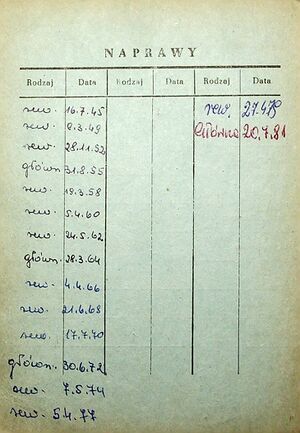 NAPRAWY
Rodzaj Data Rodzaj Data Rodzaj Data
rew. 16.7.45 rew. 27.4.79
rew. 9.3.49 Główna 20.7.81
rew. 28.11.52
główn. 31.8.55
rew. 19.3.58
rew. 5.4.60
rew. 24.5.62
główn. 28.3.64
rew. 4.4.66
rew. 21.6.68
rew. 17.7.70
główn. 30.6.72
rew. 7.5.74
rew. 5.4.77